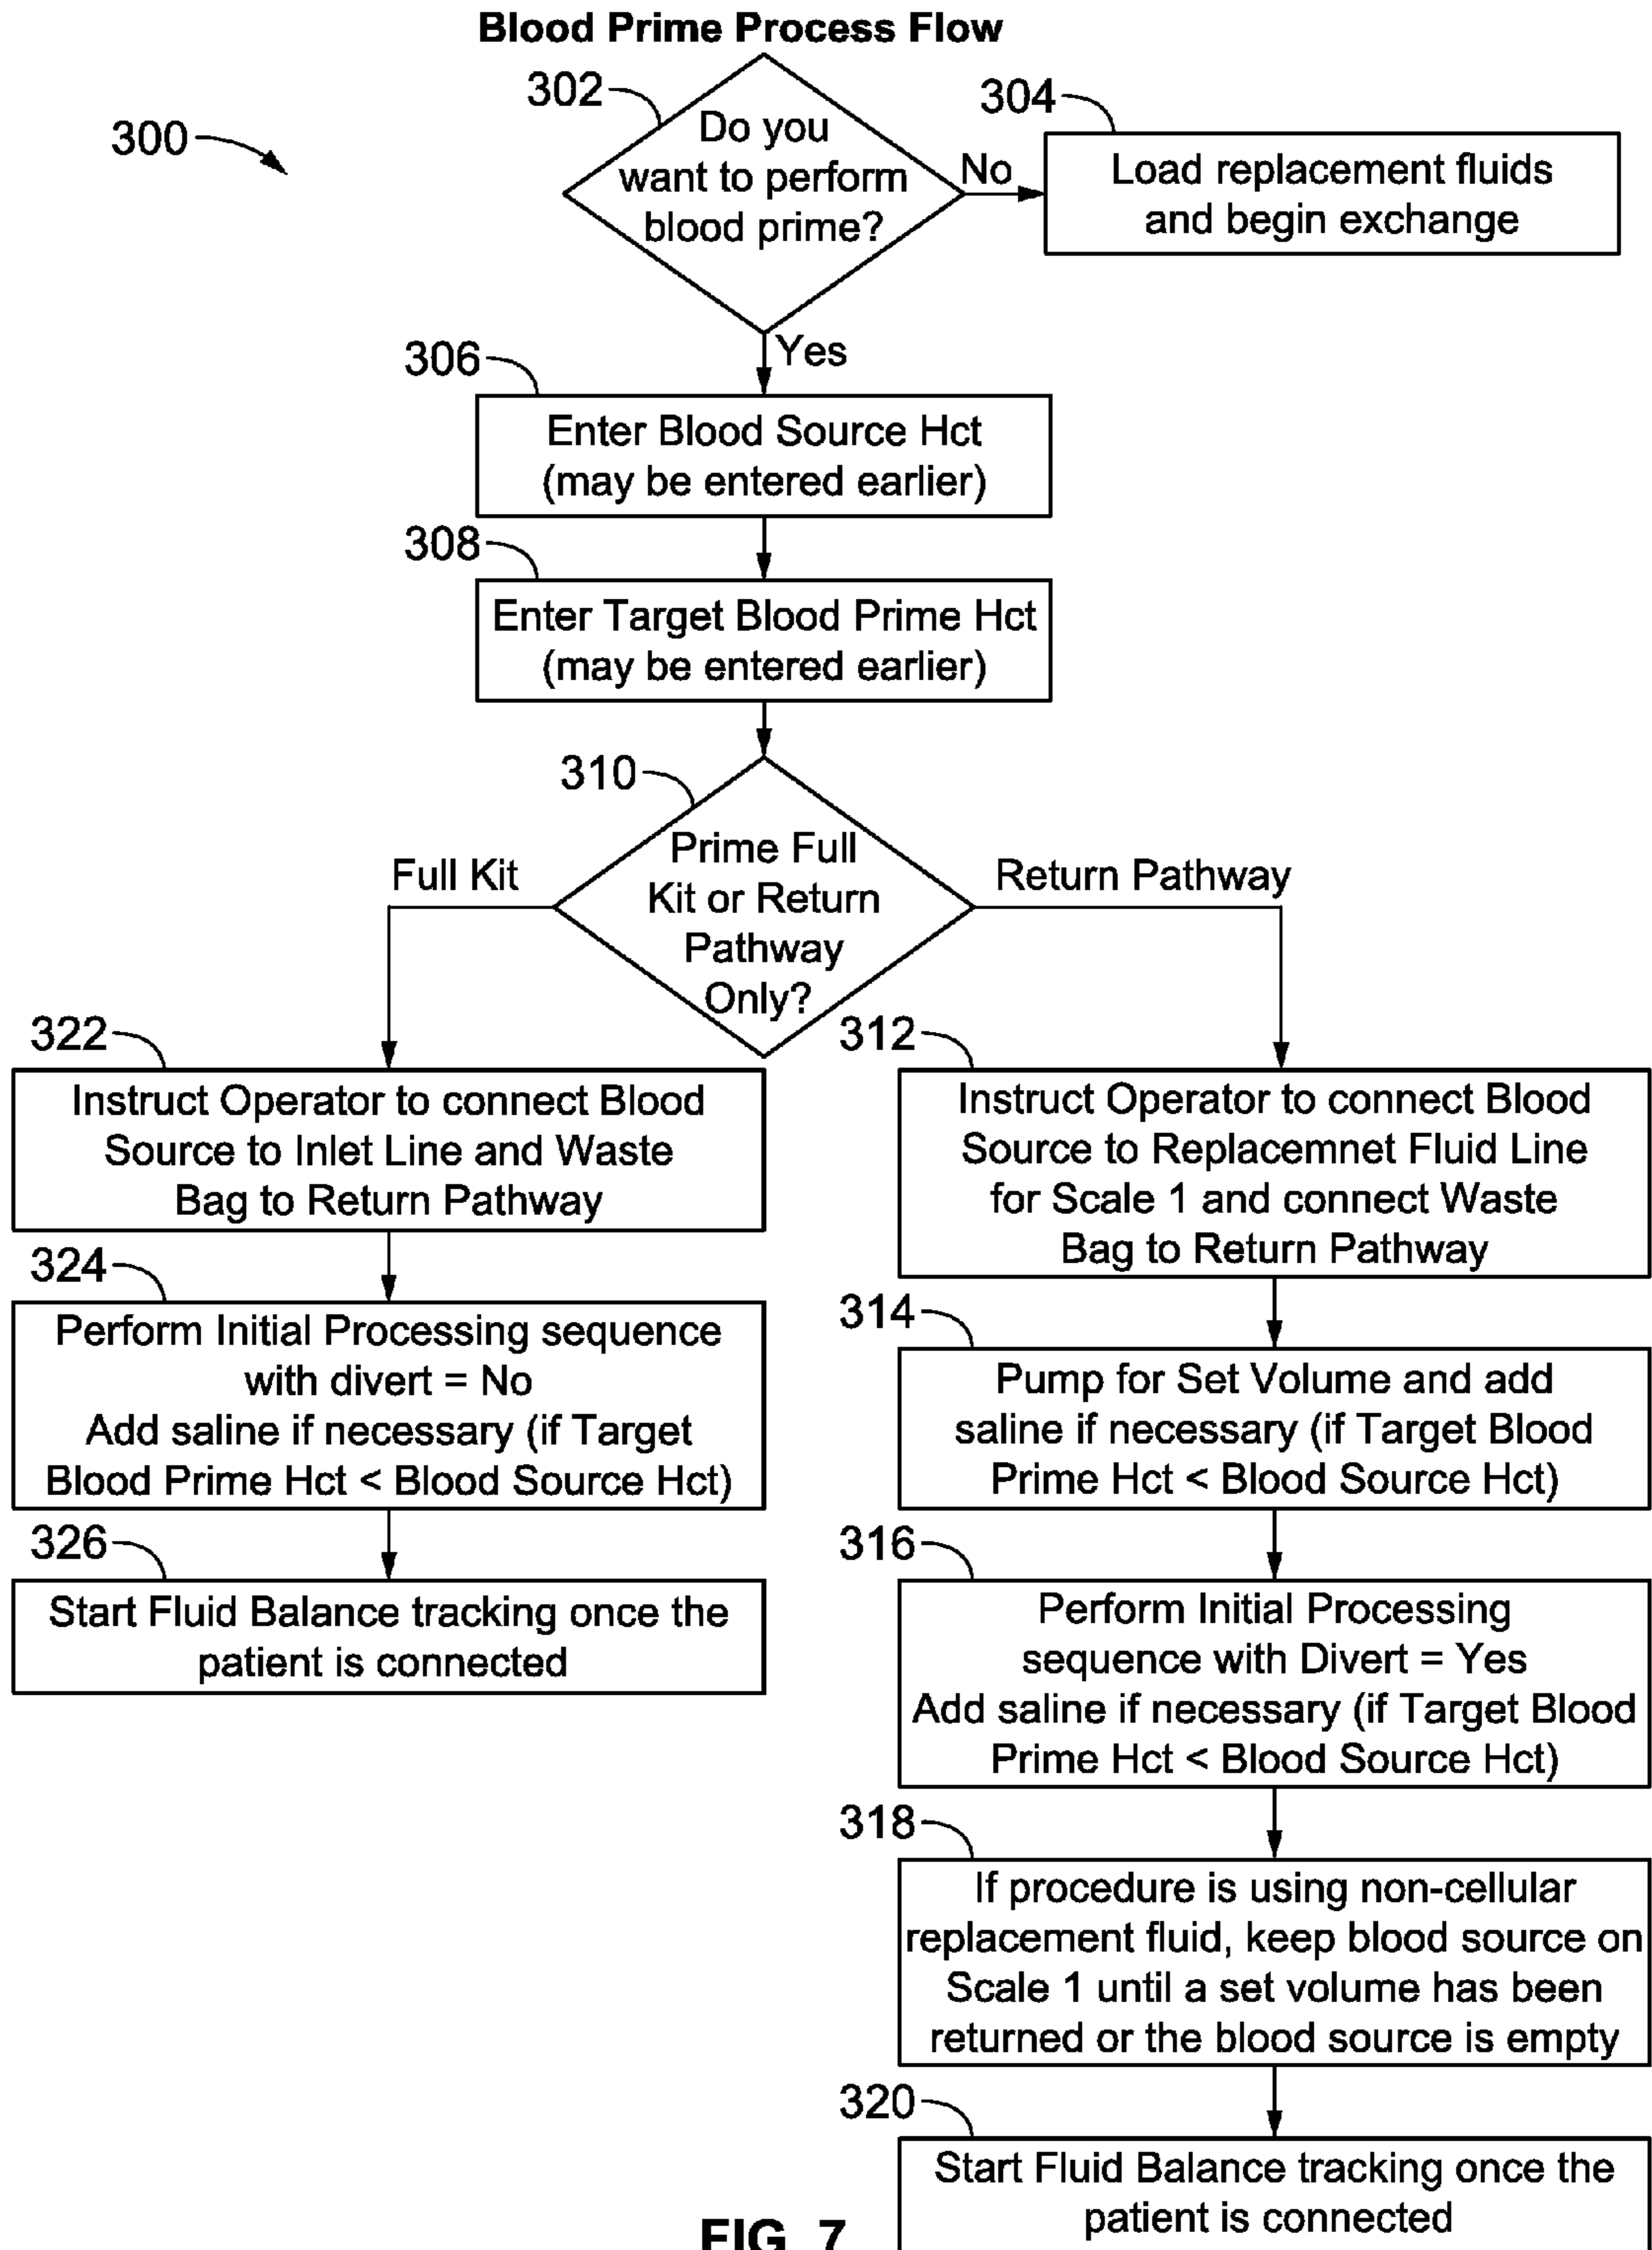 Blood Prime Process Flow
300
302
Do you
want to perform
blood prime?
No
304
Load replacement fluids
and begin exchange
Yes
306
Enter Blood Source Hct
(may be entered earlier)
308
Enter Target Blood Prime Hct
(may be entered earlier)
310
Prime Full
Kit or Return
Pathway
Only?
Full Kit
Return Pathway
322
Instruct Operator to connect Blood
Source to Inlet Line and Waste
Bag to Return Pathway
324
Perform Initial Processing sequence
with divert = No
Add saline if necessary (if Target
Blood Prime Hct < Blood Source Hct)
326
Start Fluid Balance tracking once the
patient is connected
312
Instruct Operator to connect Blood
Source to Replacemnet Fluid Line
for Scale 1 and connect Waste
Bag to Return Pathway
314
Pump for Set Volume and add
saline if necessary (if Target Blood
Prime Hct < Blood Source Hct)
316
Perform Initial Processing
sequence with Divert = Yes
Add saline if necessary (if Target Blood
Prime Hct < Blood Source Hct)
318
If procedure is using non-cellular
replacement fluid, keep blood source on
Scale 1 until a set volume has been
returned or the blood source is empty
320
Start Fluid Balance tracking once the
patient is connected
FIG. 7